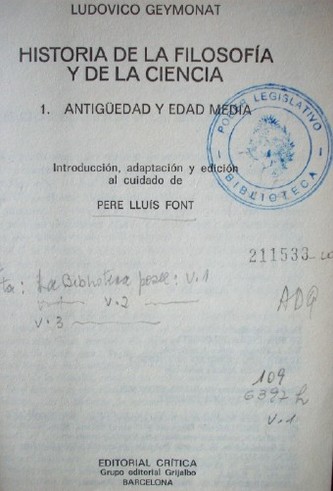 LUDOVICO GEYMONAT
HISTORIA DE LA FILOSOFÍA
Y DE LA CIENCIA
1. ANTIGÜEDAD Y EDAD MEDIA
PODER LEGISLATIVO
BIBLIOTECA
Introducción, adaptación y edición
al cuidado de
PERE LLUÍS FONT
211533
La Biblioteca posee: v.1
v.2
v.3
ADQ
109
G397h
v.1
EDITORIAL CRÍTICA
Grupo editorial Grijalbo
BARCELONA